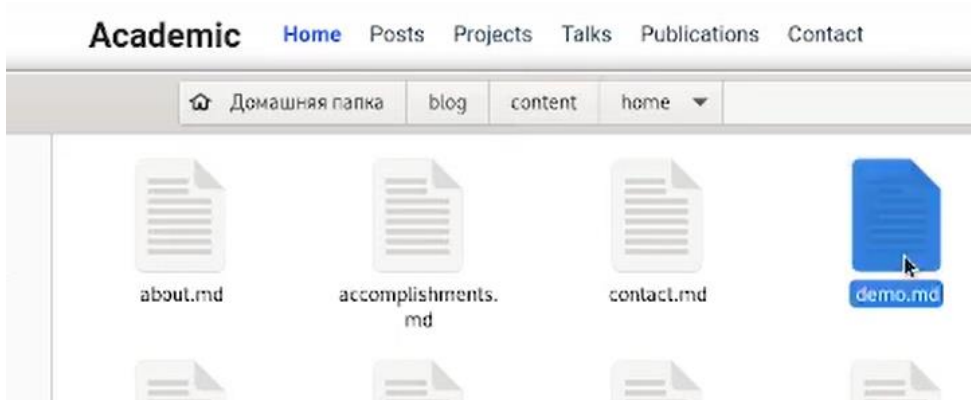 Academic Home Posts Projects Talks Publications Contact
Домашняя папка blog content home
about.md accomplishments. contact.md demo.md
md